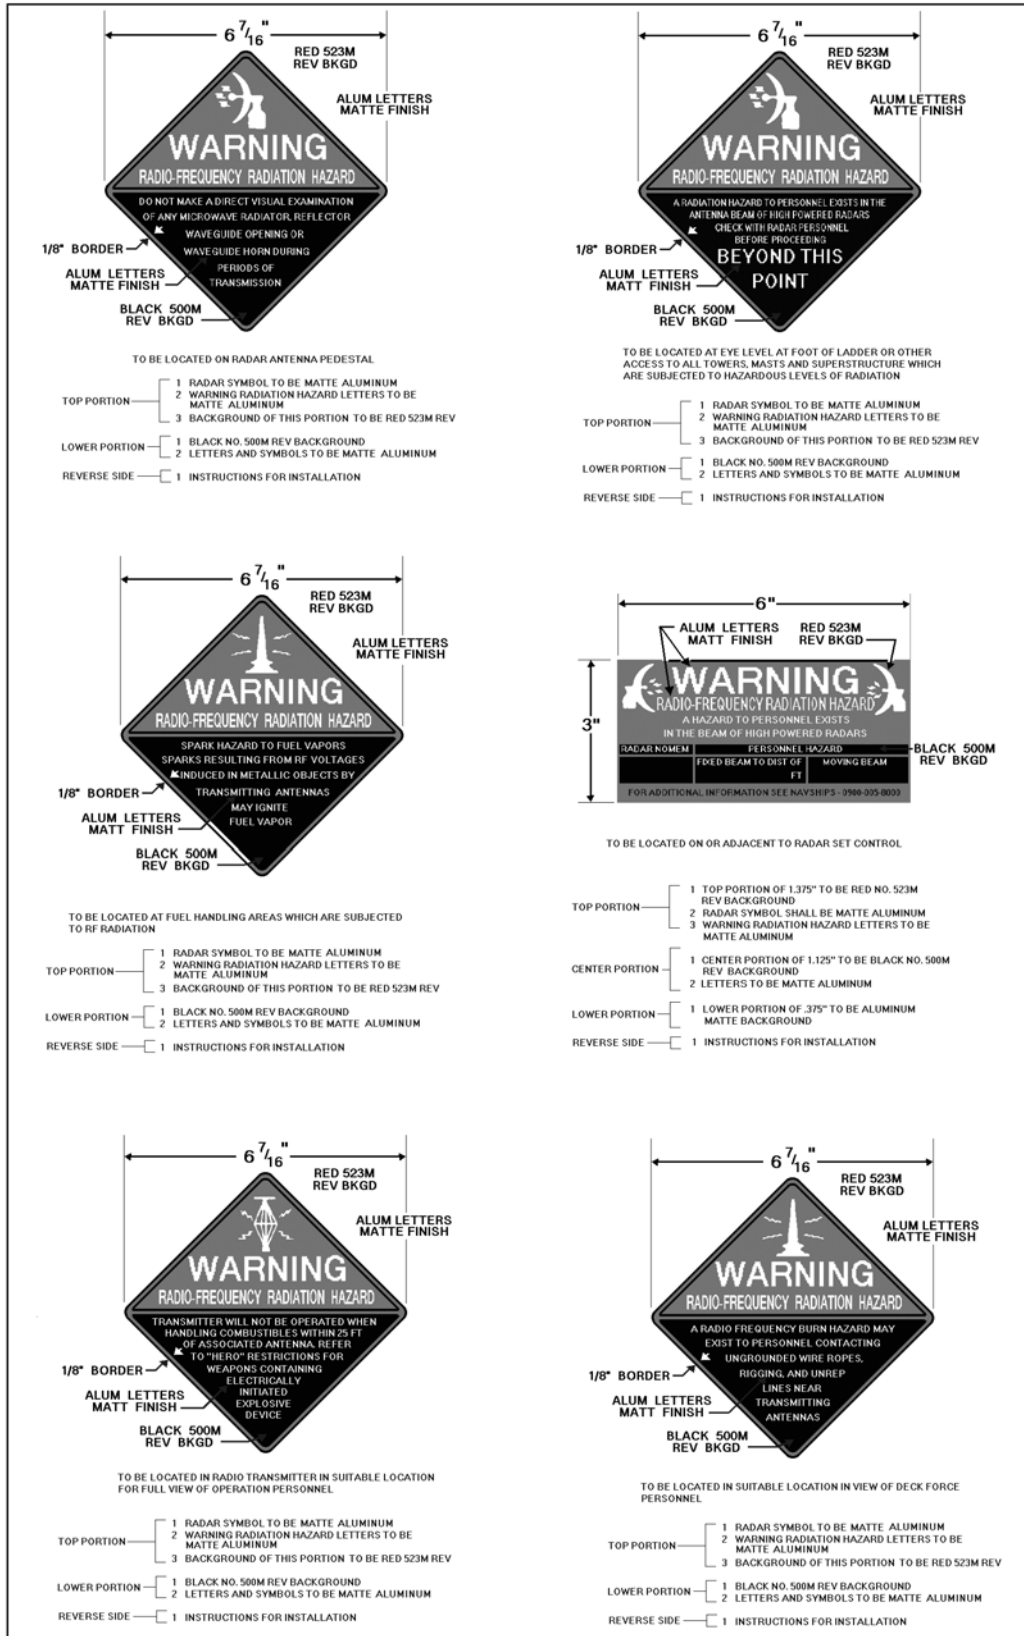 6 7/16"
RED 523M
REV BKGD
ALUM LETTERS
MATTE FINISH
WARNING
RADIO-FREQUENCY RADIATION HAZARD
DO NOT MAKE A DIRECT VISUAL EXAMINATION
OF ANY MICROWAVE RADIATOR, REFLECTOR
WAVEGUIDE OPENING OR
WAVEGUIDE HORN DURING
PERIODS OF
TRANSMISSION
1/8" BORDER
ALUM LETTERS
MATTE FINISH
BLACK 500M
REV BKGD
TO BE LOCATED ON RADAR ANTENNA PEDESTAL
TOP PORTION
1 RADAR SYMBOL TO BE MATTE ALUMINUM
2 WARNING RADIATION HAZARD LETTERS TO BE
MATTE ALUMINUM
3 BACKGROUND OF THIS PORTION TO BE RED 523M REV
LOWER PORTION
1 BLACK NO. 500M REV BACKGROUND
2 LETTERS AND SYMBOLS TO BE MATTE ALUMINUM
REVERSE SIDE
1 INSTRUCTIONS FOR INSTALLATION
6 7/16"
RED 523M
REV BKGD
ALUM LETTERS
MATTE FINISH
WARNING
RADIO-FREQUENCY RADIATION HAZARD
A RADIATION HAZARD TO PERSONNEL EXISTS IN THE
ANTENNA BEAM OF HIGH POWERED RADARS
CHECK WITH RADAR PERSONNEL
BEFORE PROCEEDING
BEYOND THIS
POINT
1/8" BORDER
ALUM LETTERS
MATT FINISH
BLACK 500M
REV BKGD
TO BE LOCATED AT EYE LEVEL AT FOOT OF LADDER OR OTHER
ACCESS TO ALL TOWERS, MASTS AND SUPERSTRUCTURE WHICH
ARE SUBJECTED TO HAZARDOUS LEVELS OF RADIATION
TOP PORTION
1 RADAR SYMBOL TO BE MATTE ALUMINUM
2 WARNING RADIATION HAZARD LETTERS TO BE
MATTE ALUMINUM
3 BACKGROUND OF THIS PORTION TO BE RED 523M REV
LOWER PORTION
1 BLACK NO. 500M REV BACKGROUND
2 LETTERS AND SYMBOLS TO BE MATTE ALUMINUM
REVERSE SIDE
1 INSTRUCTIONS FOR INSTALLATION
6 7/16"
RED 523M
REV BKGD
ALUM LETTERS
MATTE FINISH
WARNING
RADIO-FREQUENCY RADIATION HAZARD
SPARK HAZARD TO FUEL VAPORS
SPARKS RESULTING FROM RF VOLTAGES
INDUCED IN METALLIC OBJECTS BY
TRANSMITTING ANTENNAS
MAY IGNITE
FUEL VAPOR
1/8" BORDER
ALUM LETTERS
MATT FINISH
BLACK 500M
REV BKGD
TO BE LOCATED AT FUEL HANDLING AREAS WHICH ARE SUBJECTED
TO RF RADIATION
TOP PORTION
1 RADAR SYMBOL TO BE MATTE ALUMINUM
2 WARNING RADIATION HAZARD LETTERS TO BE
MATTE ALUMINUM
3 BACKGROUND OF THIS PORTION TO BE RED 523M REV
LOWER PORTION
1 BLACK NO. 500M REV BACKGROUND
2 LETTERS AND SYMBOLS TO BE MATTE ALUMINUM
REVERSE SIDE
1 INSTRUCTIONS FOR INSTALLATION
6"
ALUM LETTERS
MATT FINISH
RED 523M
REV BKGD
3"
WARNING
RADIO-FREQUENCY RADIATION HAZARD
A HAZARD TO PERSONNEL EXISTS
IN THE BEAM OF HIGH POWERED RADARS
RADAR NOMEM PERSONNEL HAZARD
FIXED BEAM TO DIST OF
FT
MOVING BEAM
BLACK 500M
REV BKGD
FOR ADDITIONAL INFORMATION SEE NAVSHIPS - 0900-005-8000
TO BE LOCATED ON OR ADJACENT TO RADAR SET CONTROL
TOP PORTION
1 TOP PORTION OF 1.375" TO BE RED NO. 523M
REV BACKGROUND
2 RADAR SYMBOL SHALL BE MATTE ALUMINUM
3 WARNING RADIATION HAZARD LETTERS TO BE
MATTE ALUMINUM
CENTER PORTION
1 CENTER PORTION OF 1.125" TO BE BLACK NO. 500M
REV BACKGROUND
2 LETTERS TO BE MATTE ALUMINUM
LOWER PORTION
1 LOWER PORTION OF .375" TO BE ALUMINUM
MATTE BACKGROUND
REVERSE SIDE
1 INSTRUCTIONS FOR INSTALLATION
6 7/16"
RED 523M
REV BKGD
ALUM LETTERS
MATTE FINISH
WARNING
RADIO-FREQUENCY RADIATION HAZARD
TRANSMITTER WILL NOT BE OPERATED WHEN
HANDLING COMBUSTIBLES WITHIN 25 FT
OF ASSOCIATED ANTENNA. REFER
TO "HERO" RESTRICTIONS FOR
WEAPONS CONTAINING
ELECTRICALLY
INITIATED
EXPLOSIVE
DEVICE
1/8" BORDER
ALUM LETTERS
MATT FINISH
BLACK 500M
REV BKGD
TO BE LOCATED IN RADIO TRANSMITTER IN SUITABLE LOCATION
FOR FULL VIEW OF OPERATION PERSONNEL
TOP PORTION
1 RADAR SYMBOL TO BE MATTE ALUMINUM
2 WARNING RADIATION HAZARD LETTERS TO BE
MATTE ALUMINUM
3 BACKGROUND OF THIS PORTION TO BE RED 523M REV
LOWER PORTION
1 BLACK NO. 500M REV BACKGROUND
2 LETTERS AND SYMBOLS TO BE MATTE ALUMINUM
REVERSE SIDE
1 INSTRUCTIONS FOR INSTALLATION
6 7/16"
RED 523M
REV BKGD
ALUM LETTERS
MATTE FINISH
WARNING
RADIO-FREQUENCY RADIATION HAZARD
A RADIO FREQUENCY BURN HAZARD MAY
EXIST TO PERSONNEL CONTACTING
UNGROUNDED WIRE ROPES,
RIGGING, AND UNREP
LINES NEAR
TRANSMITTING
ANTENNAS
1/8" BORDER
ALUM LETTERS
MATT FINISH
BLACK 500M
REV BKGD
TO BE LOCATED IN SUITABLE LOCATION IN VIEW OF DECK FORCE
PERSONNEL
TOP PORTION
1 RADAR SYMBOL TO BE MATTE ALUMINUM
2 WARNING RADIATION HAZARD LETTERS TO BE
MATTE ALUMINUM
3 BACKGROUND OF THIS PORTION TO BE RED 523M REV
LOWER PORTION
1 BLACK NO. 500M REV BACKGROUND
2 LETTERS AND SYMBOLS TO BE MATTE ALUMINUM
REVERSE SIDE
1 INSTRUCTIONS FOR INSTALLATION